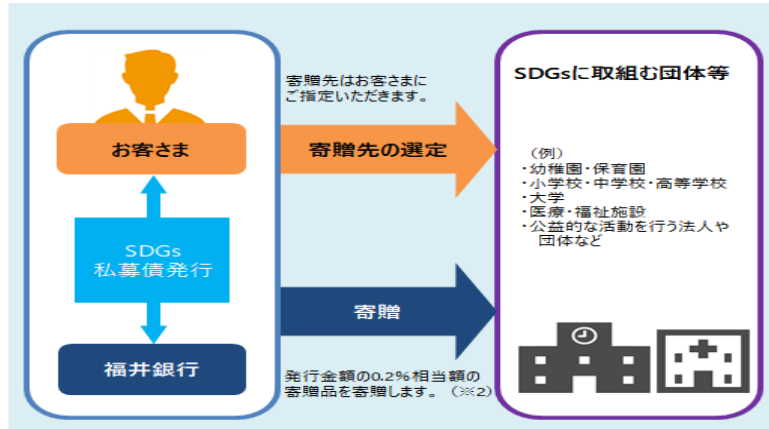 寄贈先はお客さまに
ご指定いただきます。
お客さま
寄贈先の選定
SDGs
私募債発行
寄贈
福井銀行
発行金額の0.2%相当額の
寄贈品を寄贈します。（※2）
SDGsに取組む団体等
（例）
・幼稚園・保育園
・小学校・中学校・高等学校
・大学
・医療・福祉施設
・公益的な活動を行う法人や
団体など